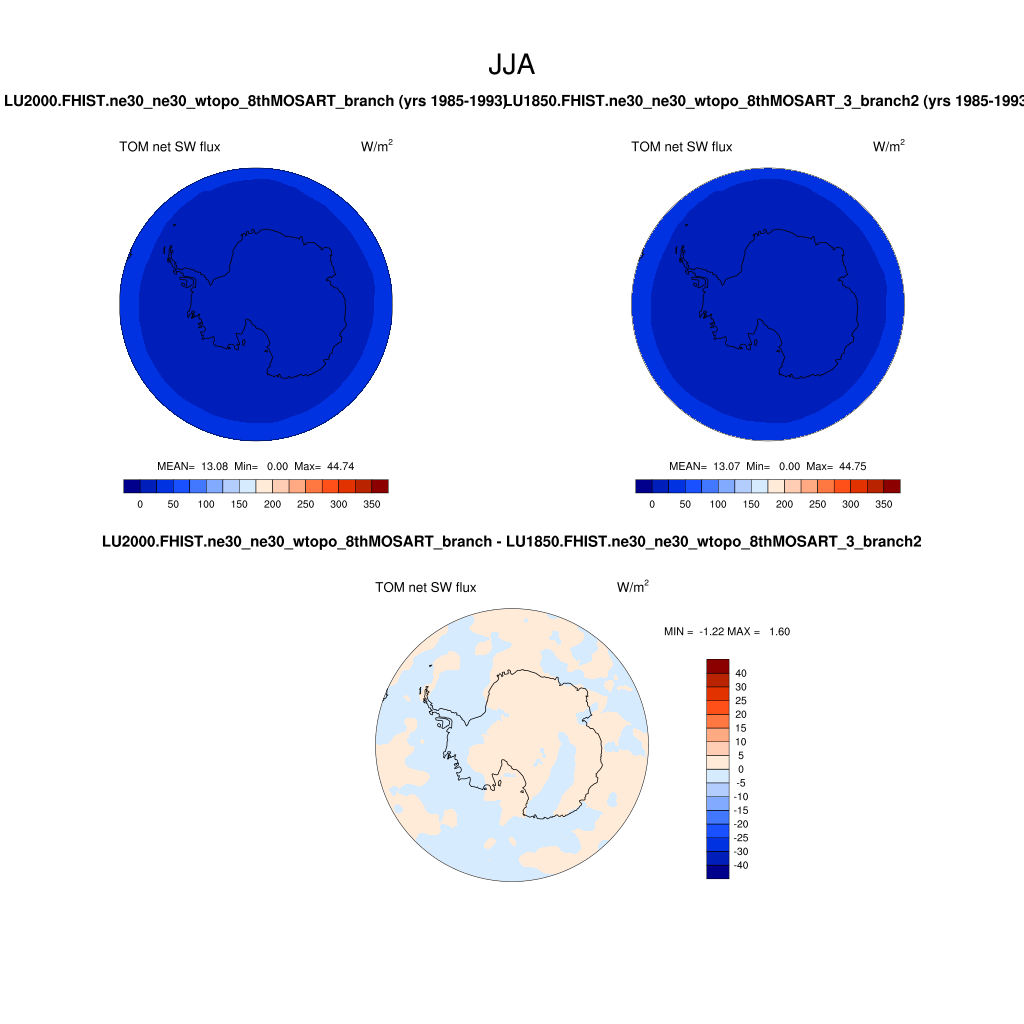 JJA
LU2000.FHIST.ne30_ne30_wtopo_8thMOSART_branch (yrs 1985-1993)
LU1850.FHIST.ne30_ne30_wtopo_8thMOSART_3_branch2 (yrs 1985-1993
TOM net SW flux W/m2
TOM net SW flux W/m2
MEAN= 13.08 Min= 0.00 Max= 44.74
MEAN= 13.07 Min= 0.00 Max= 44.75
0 50 100 150 200 250 300 350
0 50 100 150 200 250 300 350
LU2000.FHIST.ne30_ne30_wtopo_8thMOSART_branch - LU1850.FHIST.ne30_ne30_wtopo_8thMOSART_3_branch2
TOM net SW flux W/m2
MIN = -1.22 MAX = 1.60
40
30
25
20
15
10
5
0
-5
-10
-15
-20
-25
-30
-40